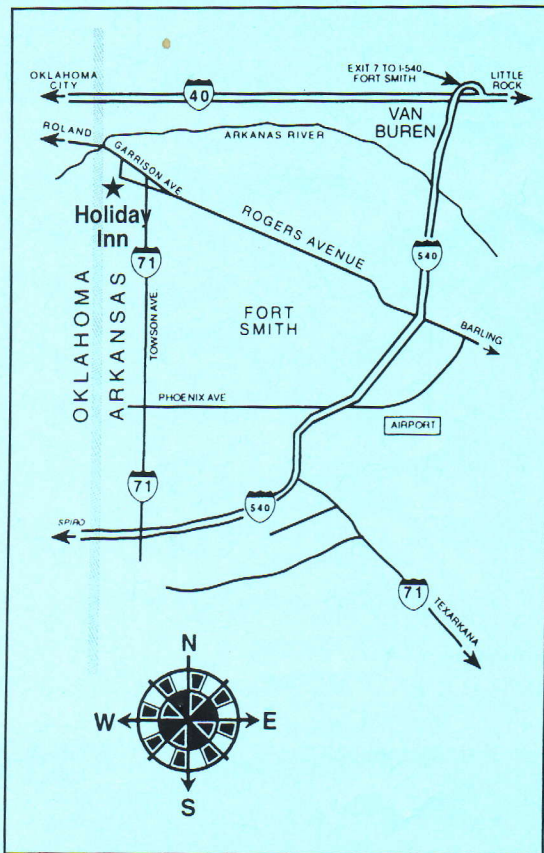 EXIT 7 TO I-540
FORT SMITH
OKLAHOMA
CITY
LITTLE
ROCK
40
VAN
BUREN
ROLAND
ARKANAS RIVER
GARRISON AVE
Holiday
Inn
ROGERS AVENUE
71
540
OKLAHOMA
ARKANSAS
TOWSON AVE
FORT
SMITH
BARLING
PHOENIX AVE
AIRPORT
71
540
SPIRO
71
TEXARKANA
N
W
E
S